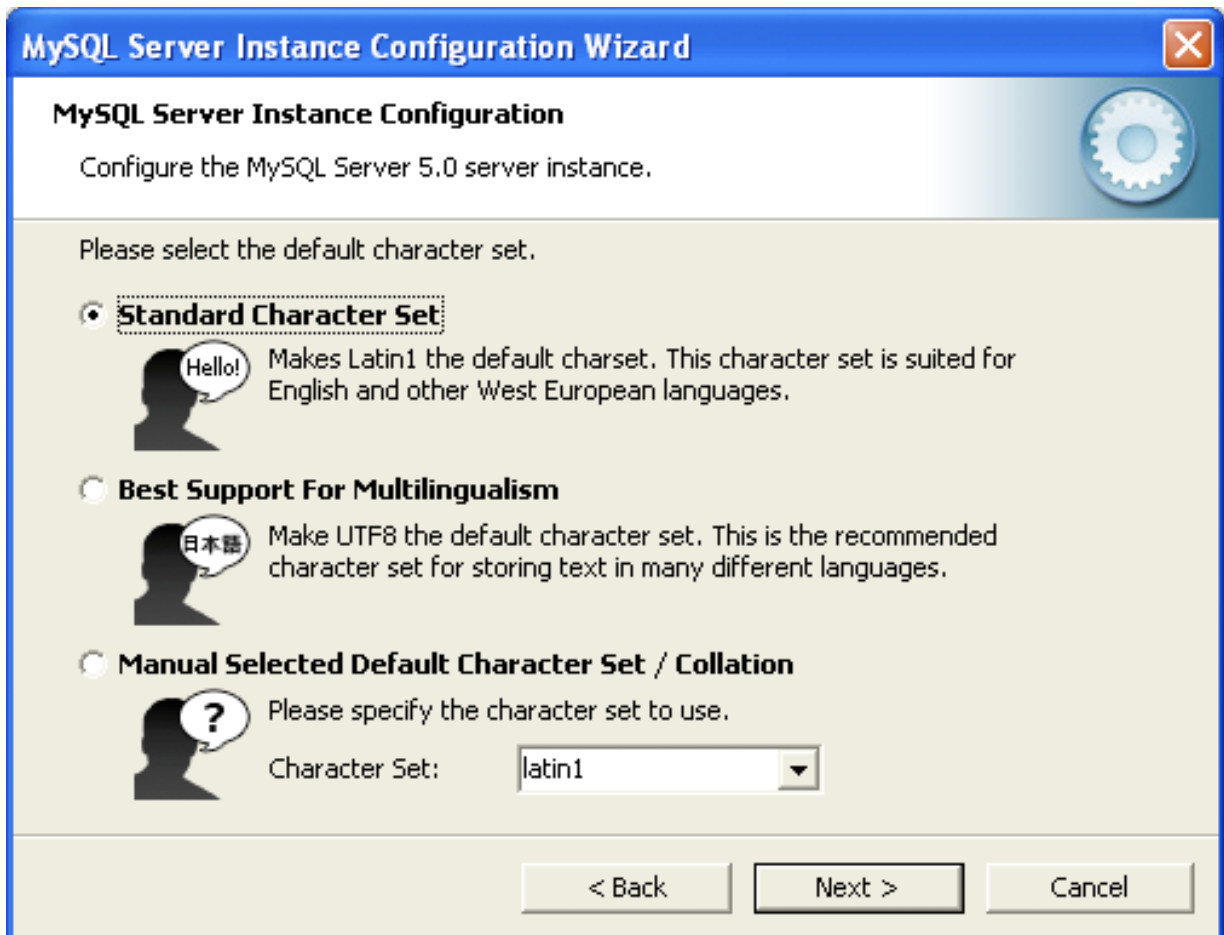 MySQL Server Instance Configuration Wizard
MySQL Server Instance Configuration
Configure the MySQL Server 5.0 server instance.
Please select the default character set.
Standard Character Set
Hello!
Makes Latin1 the default charset. This character set is suited for
English and other West European languages.
Best Support For Multilingualism
日本語
Make UTF8 the default character set. This is the recommended
character set for storing text in many different languages.
Manual Selected Default Character Set / Collation
?
Please specify the character set to use.
Character Set: latin1
< Back Next > Cancel